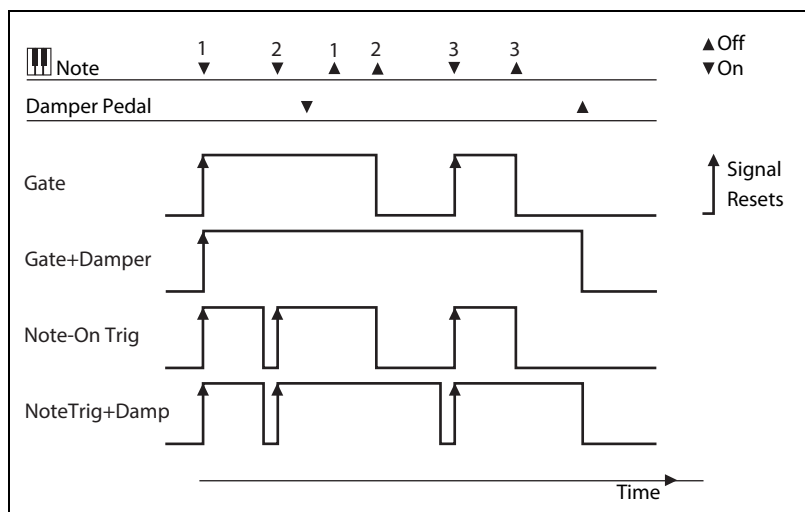 1 2 1 2 3 3
Off
Note
On
Damper Pedal
Gate
Signal
Resets
Gate+Damper
Note-On Trig
NoteTrig+Damp
Time